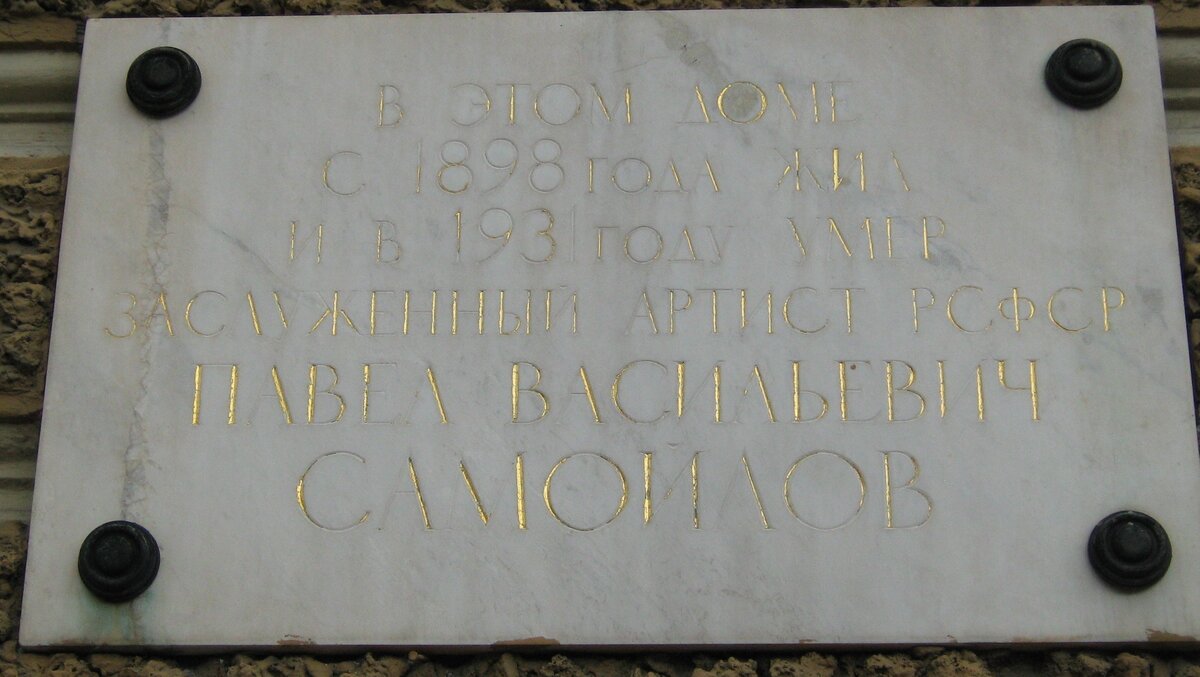 В ЭТОМ ДОМЕ
С 1898 ГОДА ЖИЛ
И В 1931 ГОДУ УМЕР
ЗАСЛУЖЕННЫЙ АРТИСТ РСФСР
ПАВЕЛ ВАСИЛЬЕВИЧ
САМОЙЛОВ